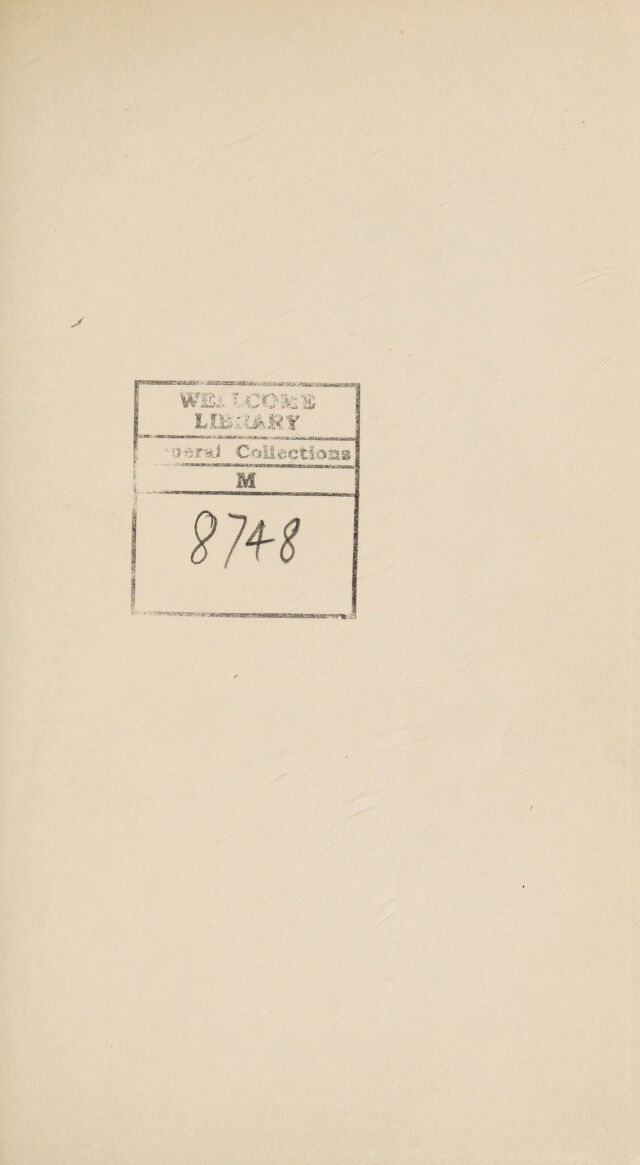 WELLCOME
LIBRARY
General Collections
M
8748